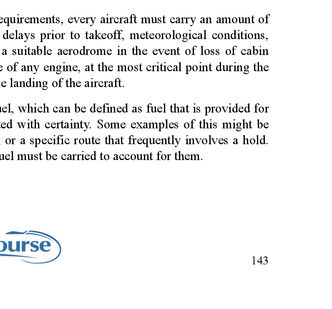 equirements, every aircraft must carry an amount of
delays prior to takeoff, meteorological conditions,
a suitable aerodrome in the event of loss of cabin
e of any engine, at the most critical point during the
e landing of the aircraft.
el, which can be defined as fuel that is provided for
ed with certainty. Some examples of this might be
or a specific route that frequently involves a hold.
uel must be carried to account for them.
ourse
143